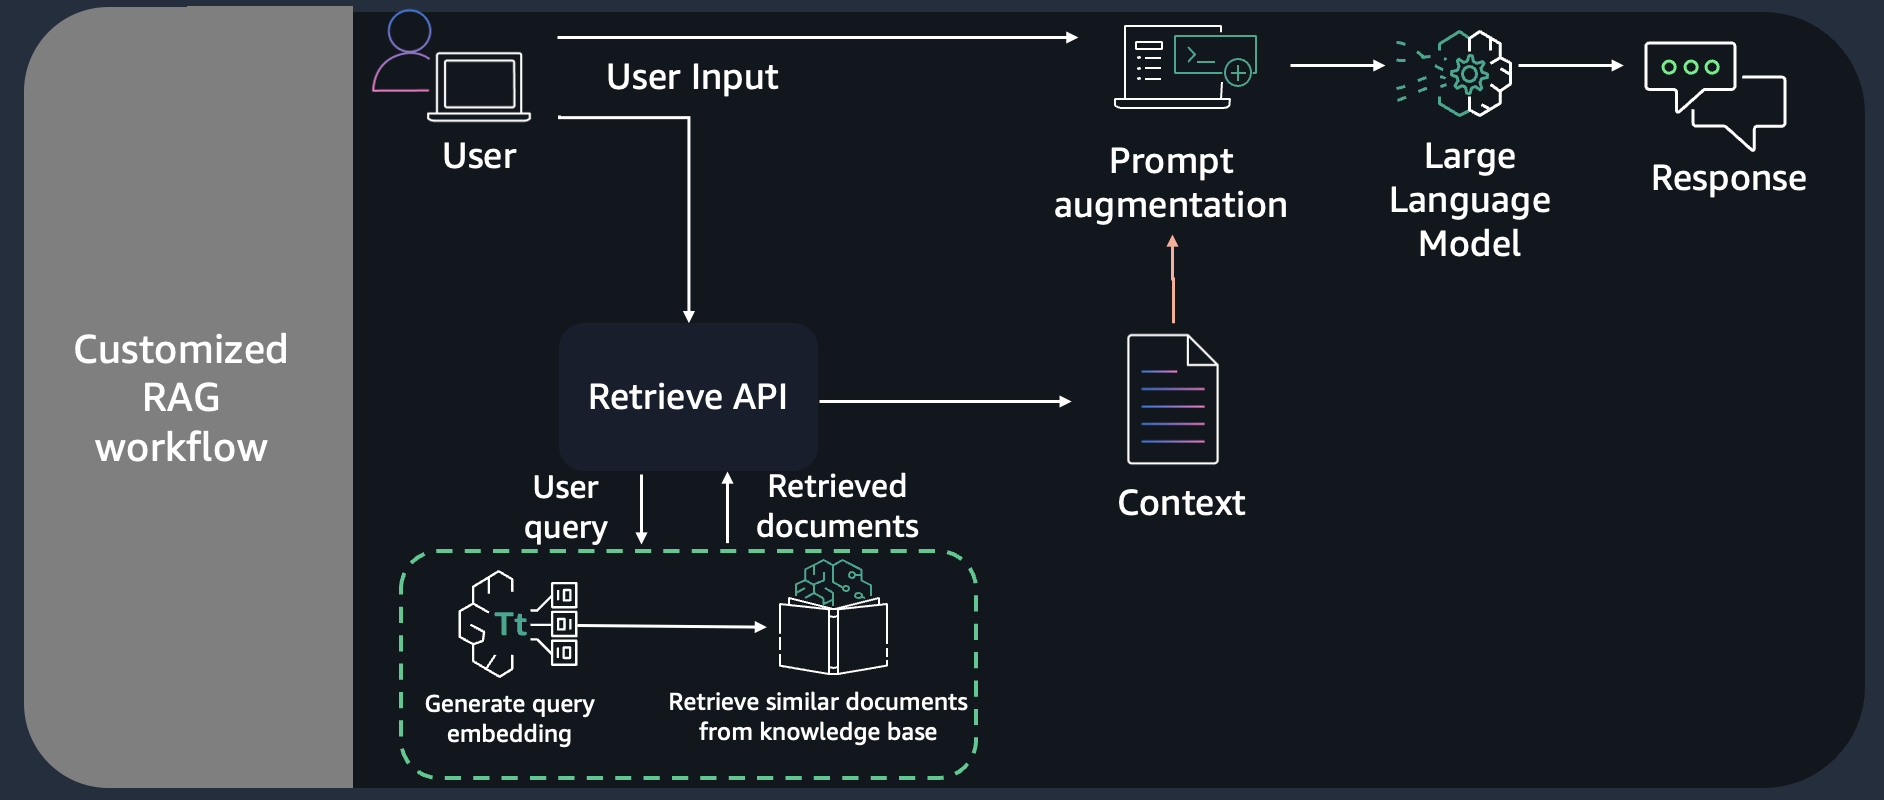 Customized
RAG
workflow
User
User Input
Prompt
augmentation
Large
Language
Model
Response
Retrieve API
Context
User
query
Retrieved
documents
Tt
Generate query
embedding
Retrieve similar documents
from knowledge base